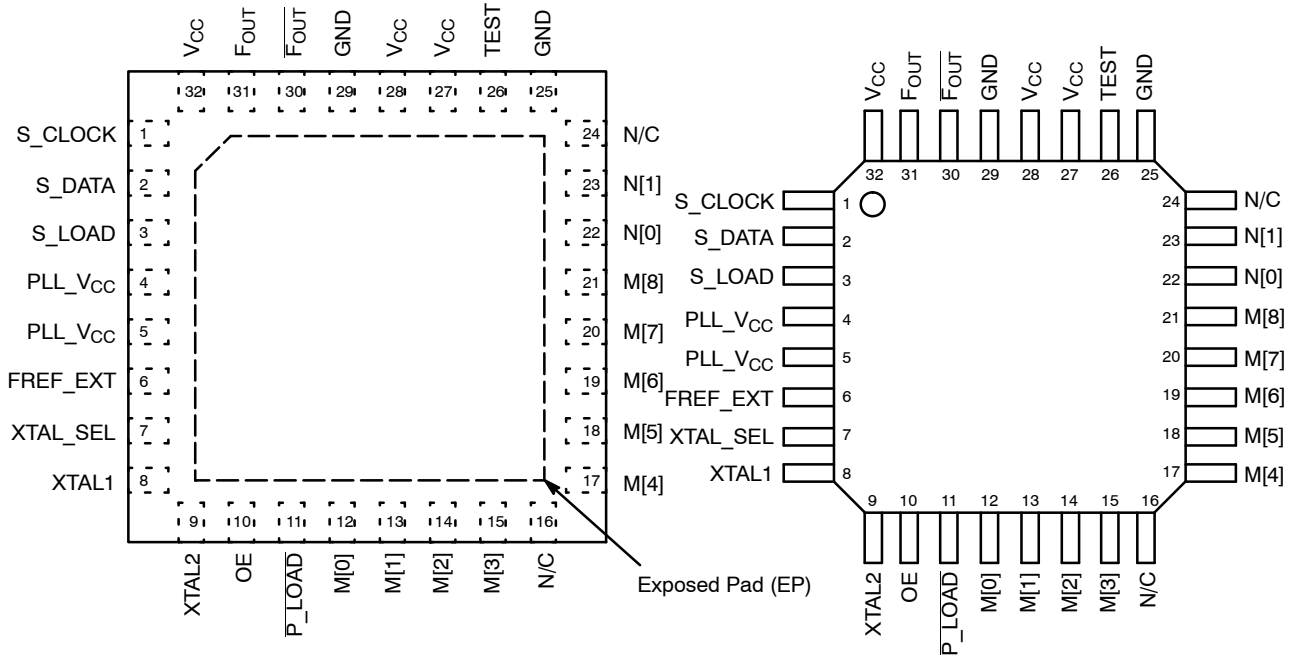 VCC
FOUT
FOUT
GND
VCC
VCC
TEST
GND
32
31
30
29
28
27
26
25
S_CLOCK 1
S_DATA 2
S_LOAD 3
PLL_VCC 4
PLL_VCC 5
FREF_EXT 6
XTAL_SEL 7
XTAL1 8
24 N/C
23 N[1]
22 N[0]
21 M[8]
20 M[7]
19 M[6]
18 M[5]
17 M[4]
9
10
11
12
13
14
15
16
XTAL2
OE
P_LOAD
M[0]
M[1]
M[2]
M[3]
N/C
Exposed Pad (EP)
VCC
FOUT
FOUT
GND
VCC
VCC
TEST
GND
32
31
30
29
28
27
26
25
S_CLOCK 1
S_DATA 2
S_LOAD 3
PLL_VCC 4
PLL_VCC 5
FREF_EXT 6
XTAL_SEL 7
XTAL1 8
24 N/C
23 N[1]
22 N[0]
21 M[8]
20 M[7]
19 M[6]
18 M[5]
17 M[4]
9
10
11
12
13
14
15
16
XTAL2
OE
P_LOAD
M[0]
M[1]
M[2]
M[3]
N/C